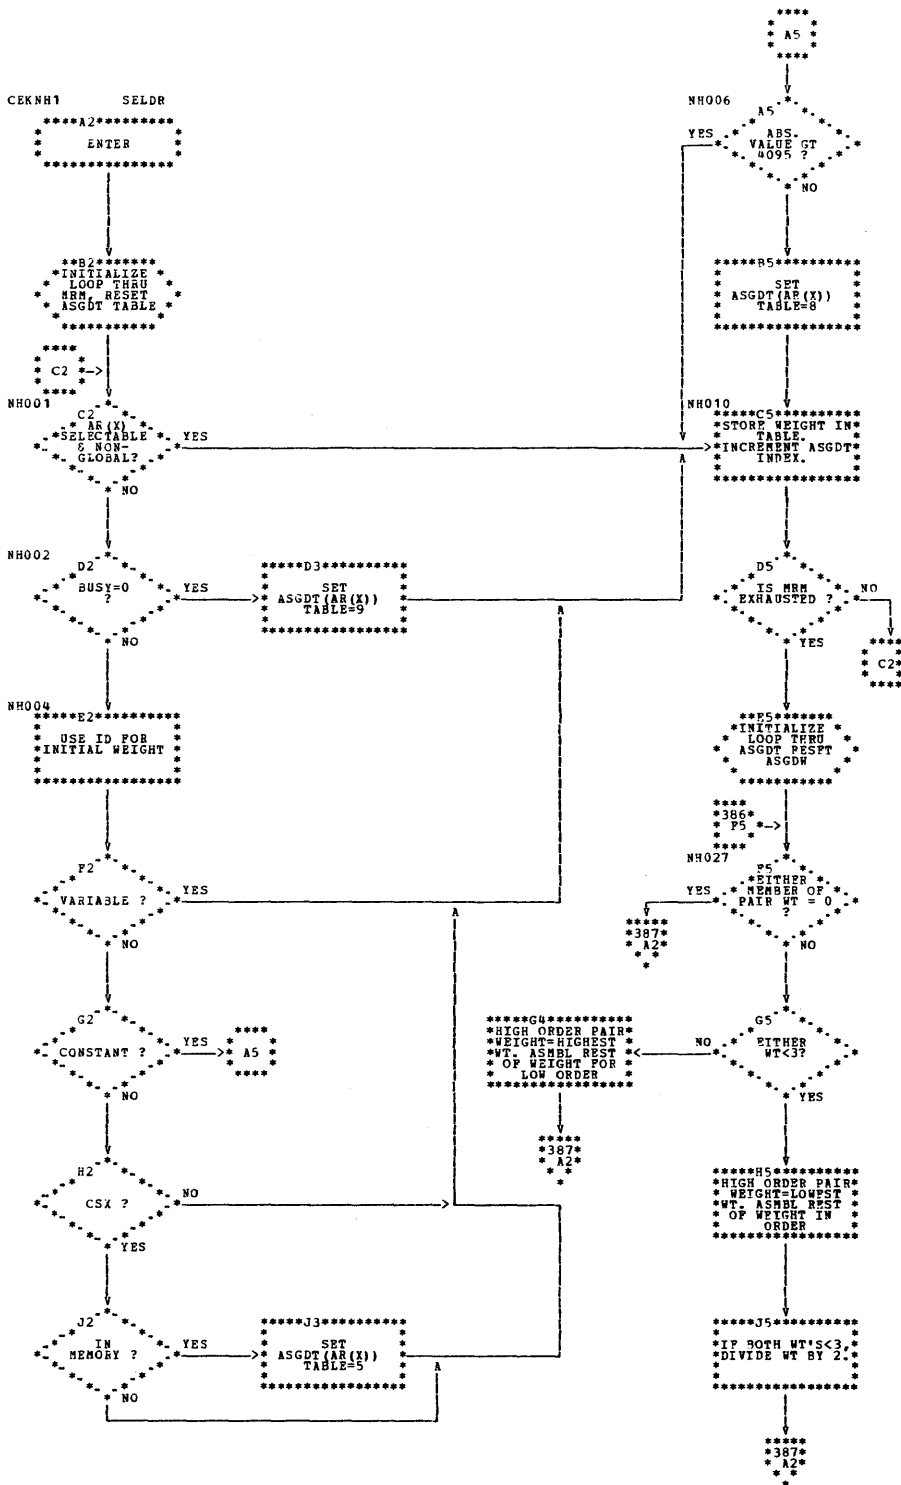 CEKNH1 SELDR
A2
ENTER
B2
INITIALIZE
LOOP THRU
MRM, RESET
ASGDT TABLE
C2
NH001
C2
AR(X)
SELECTABLE
& NON-
GLOBAL?
YES
NO
NH002
D2
BUSY=0
?
YES
NO
D3
SET
ASGDT(AR(X))
TABLE=9
NH004
E2
USE ID FOR
INITIAL WEIGHT
F2
VARIABLE ?
YES
NO
G2
CONSTANT ?
YES
A5
NO
H2
CSX ?
NO
YES
J2
IN
MEMORY ?
YES
NO
J3
SET
ASGDT(AR(X))
TABLE=5
A5
NH006
A5
ABS.
VALUE GT
4095 ?
YES
NO
B5
SET
ASGDT(AR(X))
TABLE=8
NH010
C5
STORE WEIGHT IN
TABLE.
INCREMENT ASGDT
INDEX.
D5
IS MRM
EXHAUSTED ?
NO
C2
YES
E5
INITIALIZE
LOOP THRU
ASGDT RESET
ASGDW
386
F5
NH027
F5
EITHER
MEMBER OF
PAIR WT = 0
?
YES
387
A2
NO
G5
EITHER
WT<3?
NO
YES
G4
HIGH ORDER PAIR
WEIGHT=HIGHEST
WT. ASMBL REST
OF WEIGHT FOR
LOW ORDER
387
A2
H5
HIGH ORDER PAIR
WEIGHT=LOWEST
WT. ASMBL REST
OF WEIGHT IN
ORDER
J5
IF BOTH WT'S<3,
DIVIDE WT BY 2.
387
A2